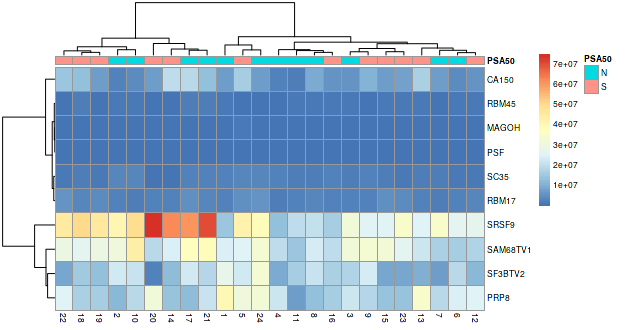 PSA50
CA150
RBM45
MAGOH
PSF
SC35
RBM17
SRSF9
SAM68TV1
SF3BTV2
PRP8
22 18 19 2 10 20 14 17 21 1 5 24 4 11 8 16 3 9 15 23 13 7 6 12
7e+07
6e+07
5e+07
4e+07
3e+07
2e+07
1e+07
PSA50
N
S